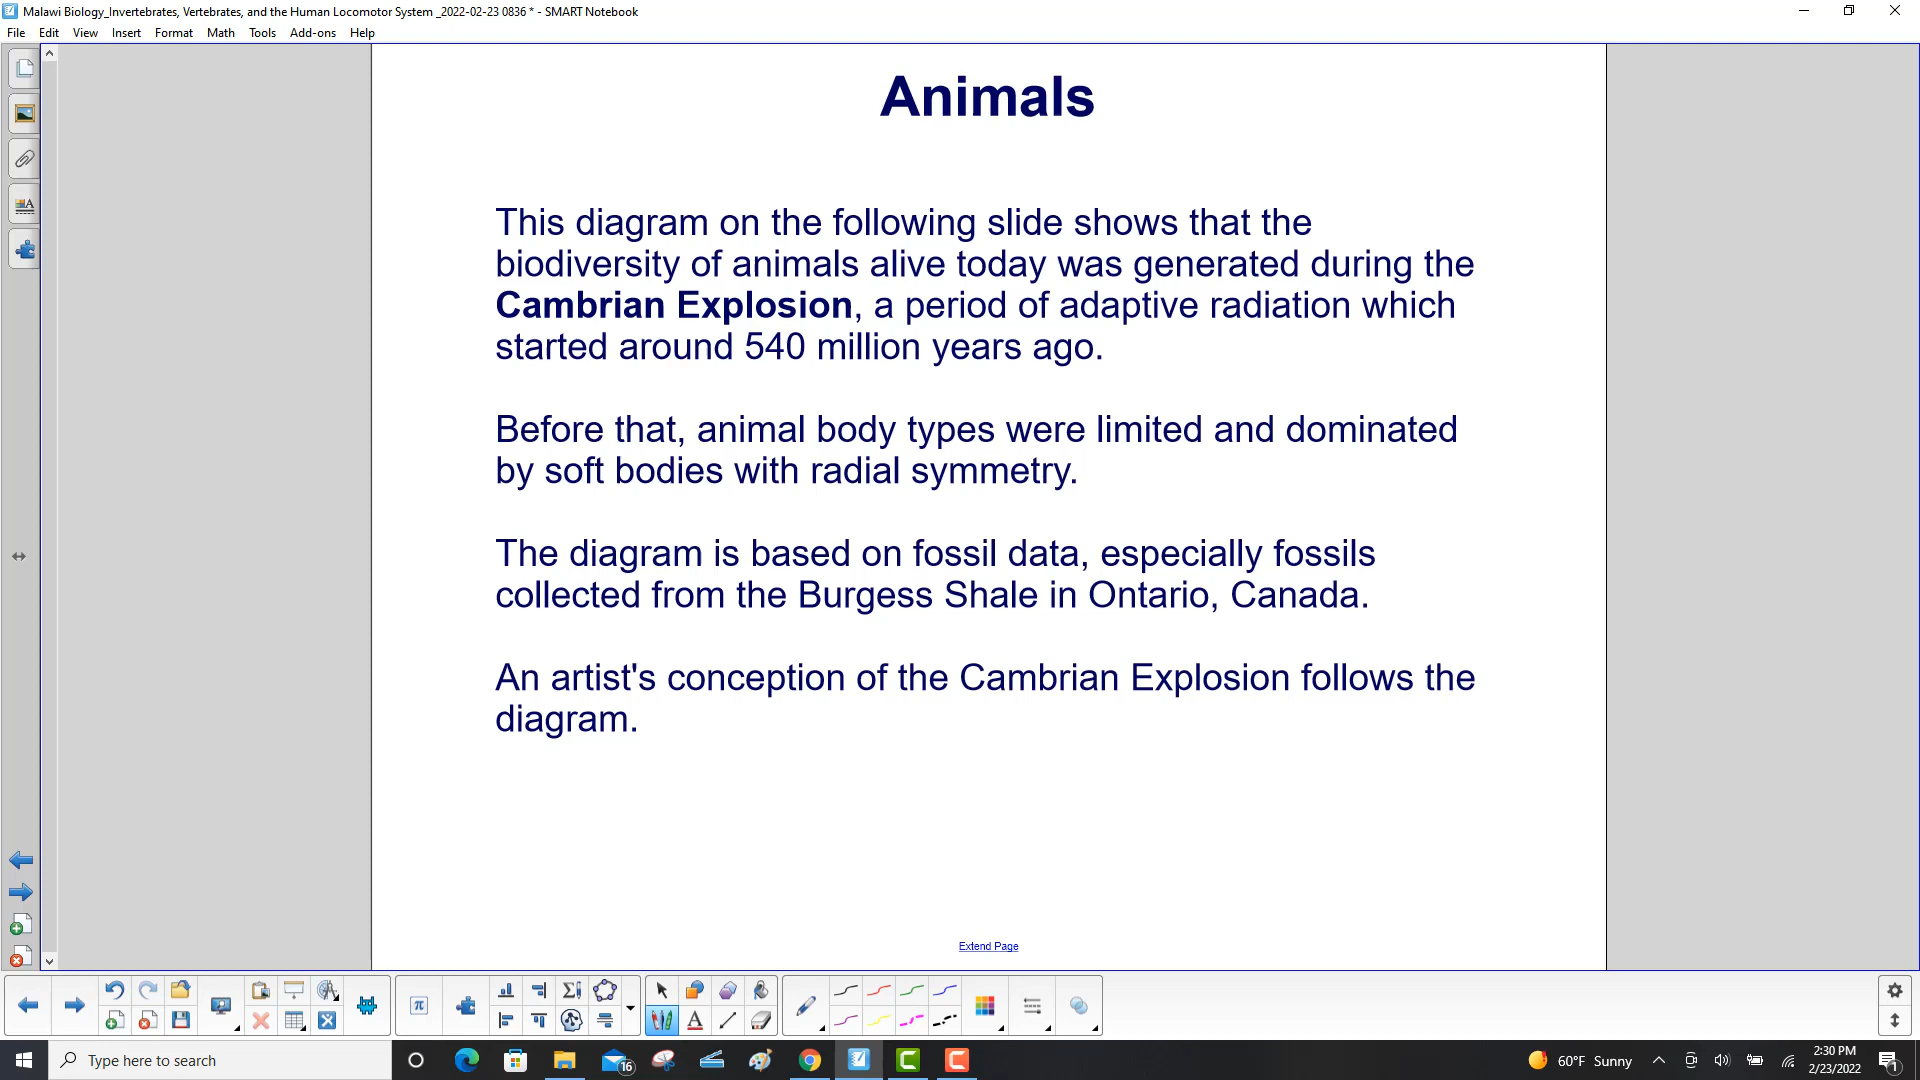 Malawi Biology_Invertebrates, Vertebrates, and the Human Locomotor System _2022-02-23 0836 * - SMART Notebook
File Edit View Insert Format Math Tools Add-ons Help
Animals
This diagram on the following slide shows that the
biodiversity of animals alive today was generated during the
Cambrian Explosion, a period of adaptive radiation which
started around 540 million years ago.
Before that, animal body types were limited and dominated
by soft bodies with radial symmetry.
The diagram is based on fossil data, especially fossils
collected from the Burgess Shale in Ontario, Canada.
An artist's conception of the Cambrian Explosion follows the
diagram.
Extend Page
Type here to search
16
60°F Sunny
2:30 PM
2/23/2022
1